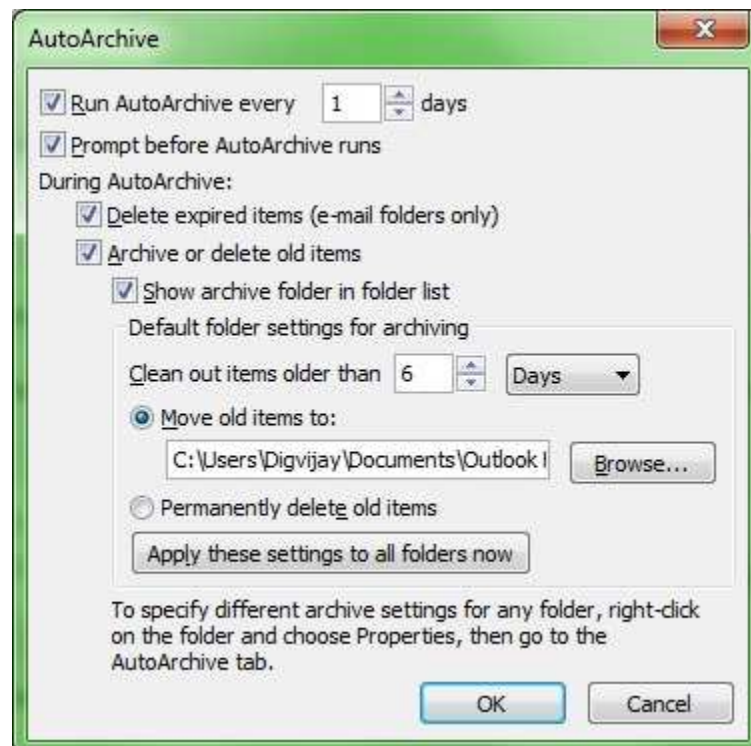 AutoArchive
Run AutoArchive every 1 days
Prompt before AutoArchive runs
During AutoArchive:
Delete expired items (e-mail folders only)
Archive or delete old items
Show archive folder in folder list
Default folder settings for archiving
Clean out items older than 6 Days
Move old items to:
C:\Users\Digvijay\Documents\Outlook Browse...
Permanently delete old items
Apply these settings to all folders now
To specify different archive settings for any folder, right-click
on the folder and choose Properties, then go to the
AutoArchive tab.
OK Cancel